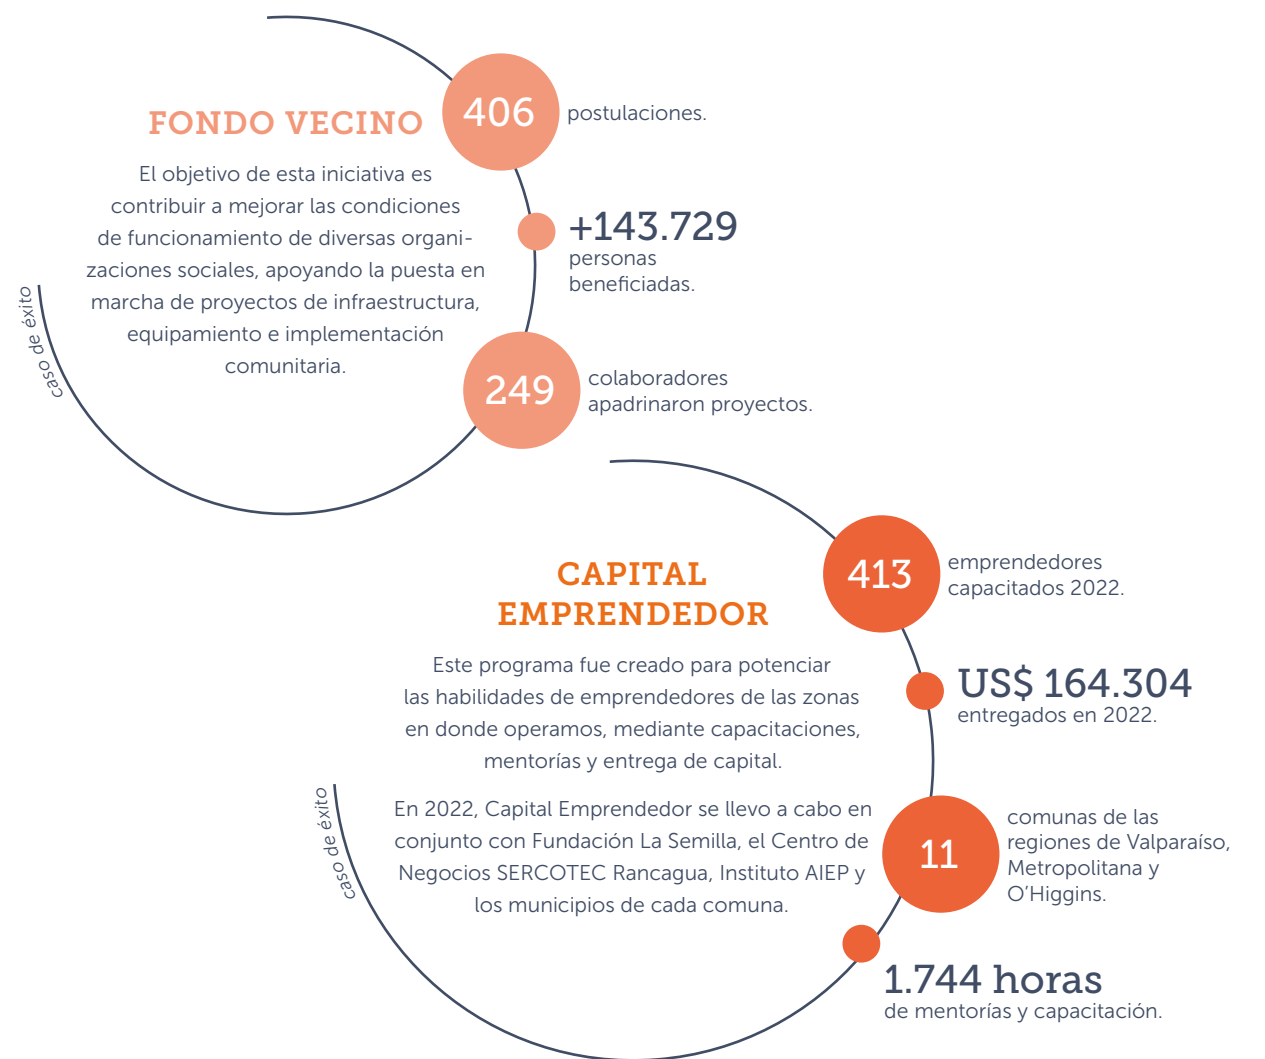 FONDO VECINO
El objetivo de esta iniciativa es
contribuir a mejorar las condiciones
de funcionamiento de diversas organi-
zaciones sociales, apoyando la puesta en
marcha de proyectos de infraestructura,
equipamiento e implementación
comunitaria.
caso de éxito
406
postulaciones.
+143.729
personas
beneficiadas.
249
colaboradores
apadrinaron proyectos.
CAPITAL
EMPRENDEDOR
Este programa fue creado para potenciar
las habilidades de emprendedores de las zonas
en donde operamos, mediante capacitaciones,
mentorías y entrega de capital.
En 2022, Capital Emprendedor se llevo a cabo en
conjunto con Fundación La Semilla, el Centro de
Negocios SERCOTEC Rancagua, Instituto AIEP y
los municipios de cada comuna.
caso de éxito
413
emprendedores
capacitados 2022.
US$ 164.304
entregados en 2022.
11
comunas de las
regiones de Valparaíso,
Metropolitana y
O’Higgins.
1.744 horas
de mentorías y capacitación.